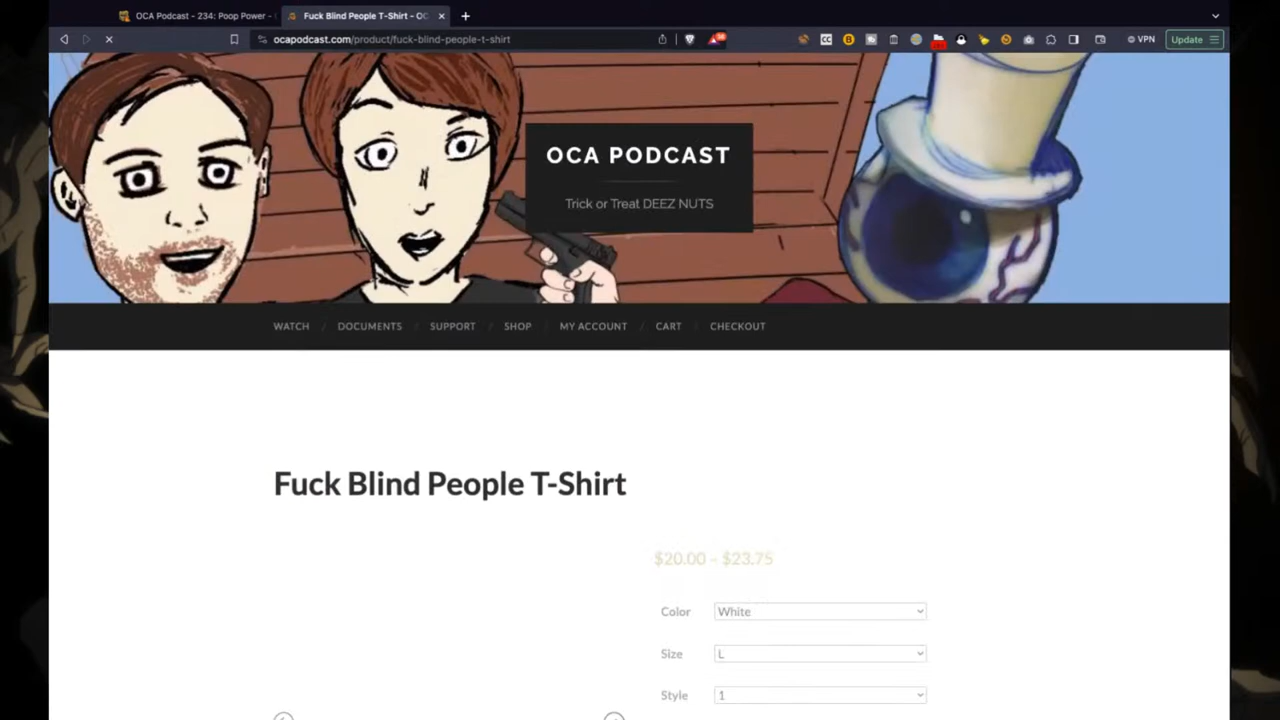 OCA Podcast - 234: Poop Power -
Fuck Blind People T-Shirt - OC
ocapodcast.com/product/fuck-blind-people-t-shirt
VPN
Update
OCA PODCAST
Trick or Treat DEEZ NUTS
WATCH / DOCUMENTS / SUPPORT / SHOP / MY ACCOUNT / CART / CHECKOUT
Fuck Blind People T-Shirt
$20.00 – $23.75
Color White
Size L
Style 1